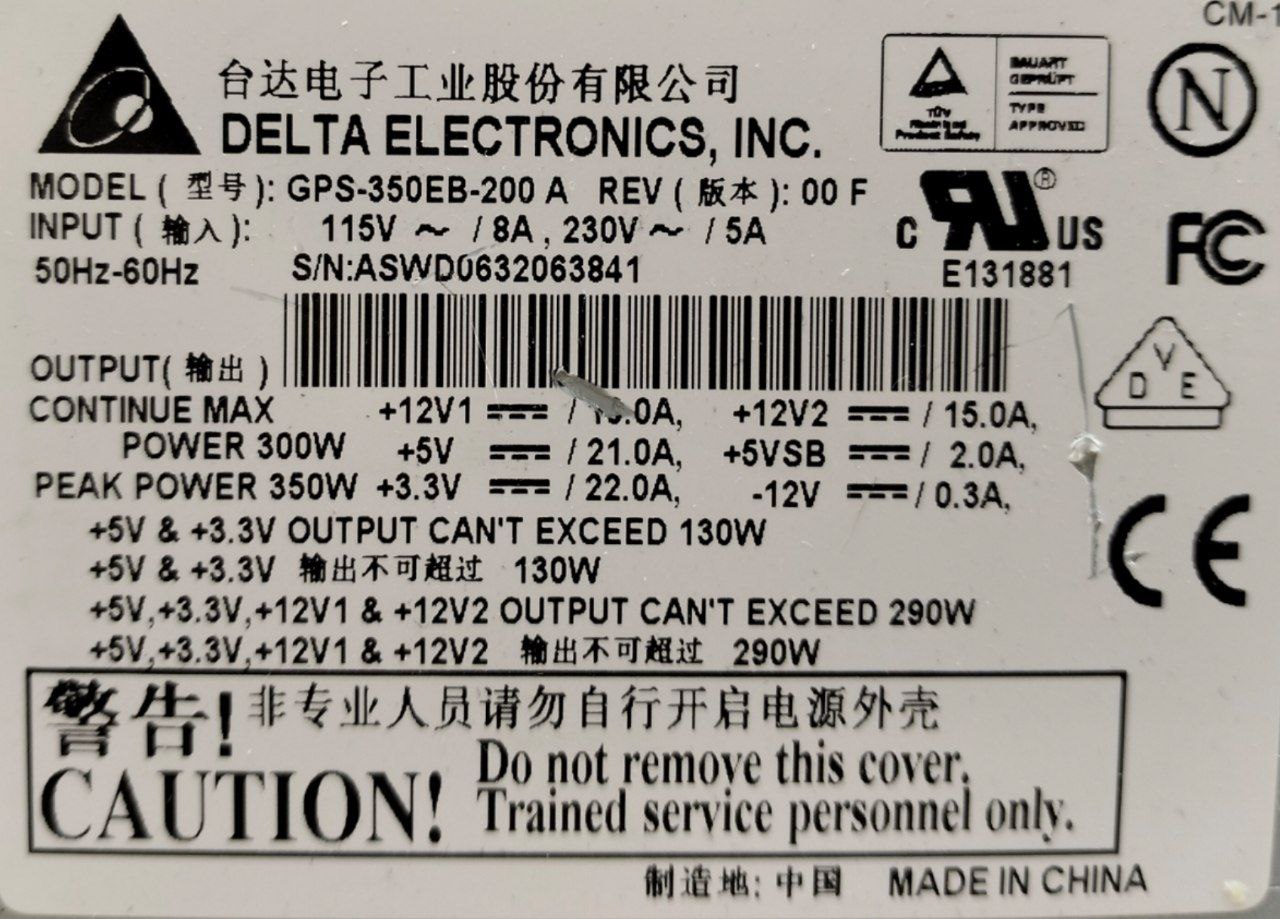 CM-1
台达电子工业股份有限公司
DELTA ELECTRONICS, INC.
TÜV
Product Safety
BAUART
GEPRÜFT
TYPE
APPROVED
N
MODEL ( 型号 ): GPS-350EB-200 A REV ( 版本 ): 00 F
INPUT ( 输入 ): 115V ~ / 8A , 230V ~ / 5A
50Hz-60Hz S/N:ASWD0632063841
C RU ® US
E131881
FC
OUTPUT( 输出 )
D V E
CONTINUE MAX +12V1 ⎓ / .0A, +12V2 ⎓ / 15.0A,
POWER 300W +5V ⎓ / 21.0A, +5VSB ⎓ / 2.0A,
PEAK POWER 350W +3.3V ⎓ / 22.0A, -12V ⎓ / 0.3A,
+5V & +3.3V OUTPUT CAN'T EXCEED 130W
+5V & +3.3V 输出不可超过 130W
+5V,+3.3V,+12V1 & +12V2 OUTPUT CAN'T EXCEED 290W
+5V,+3.3V,+12V1 & +12V2 输出不可超过 290W
CE
警告! 非专业人员请勿自行开启电源外壳
CAUTION! Do not remove this cover.
Trained service personnel only.
制造地: 中国 MADE IN CHINA